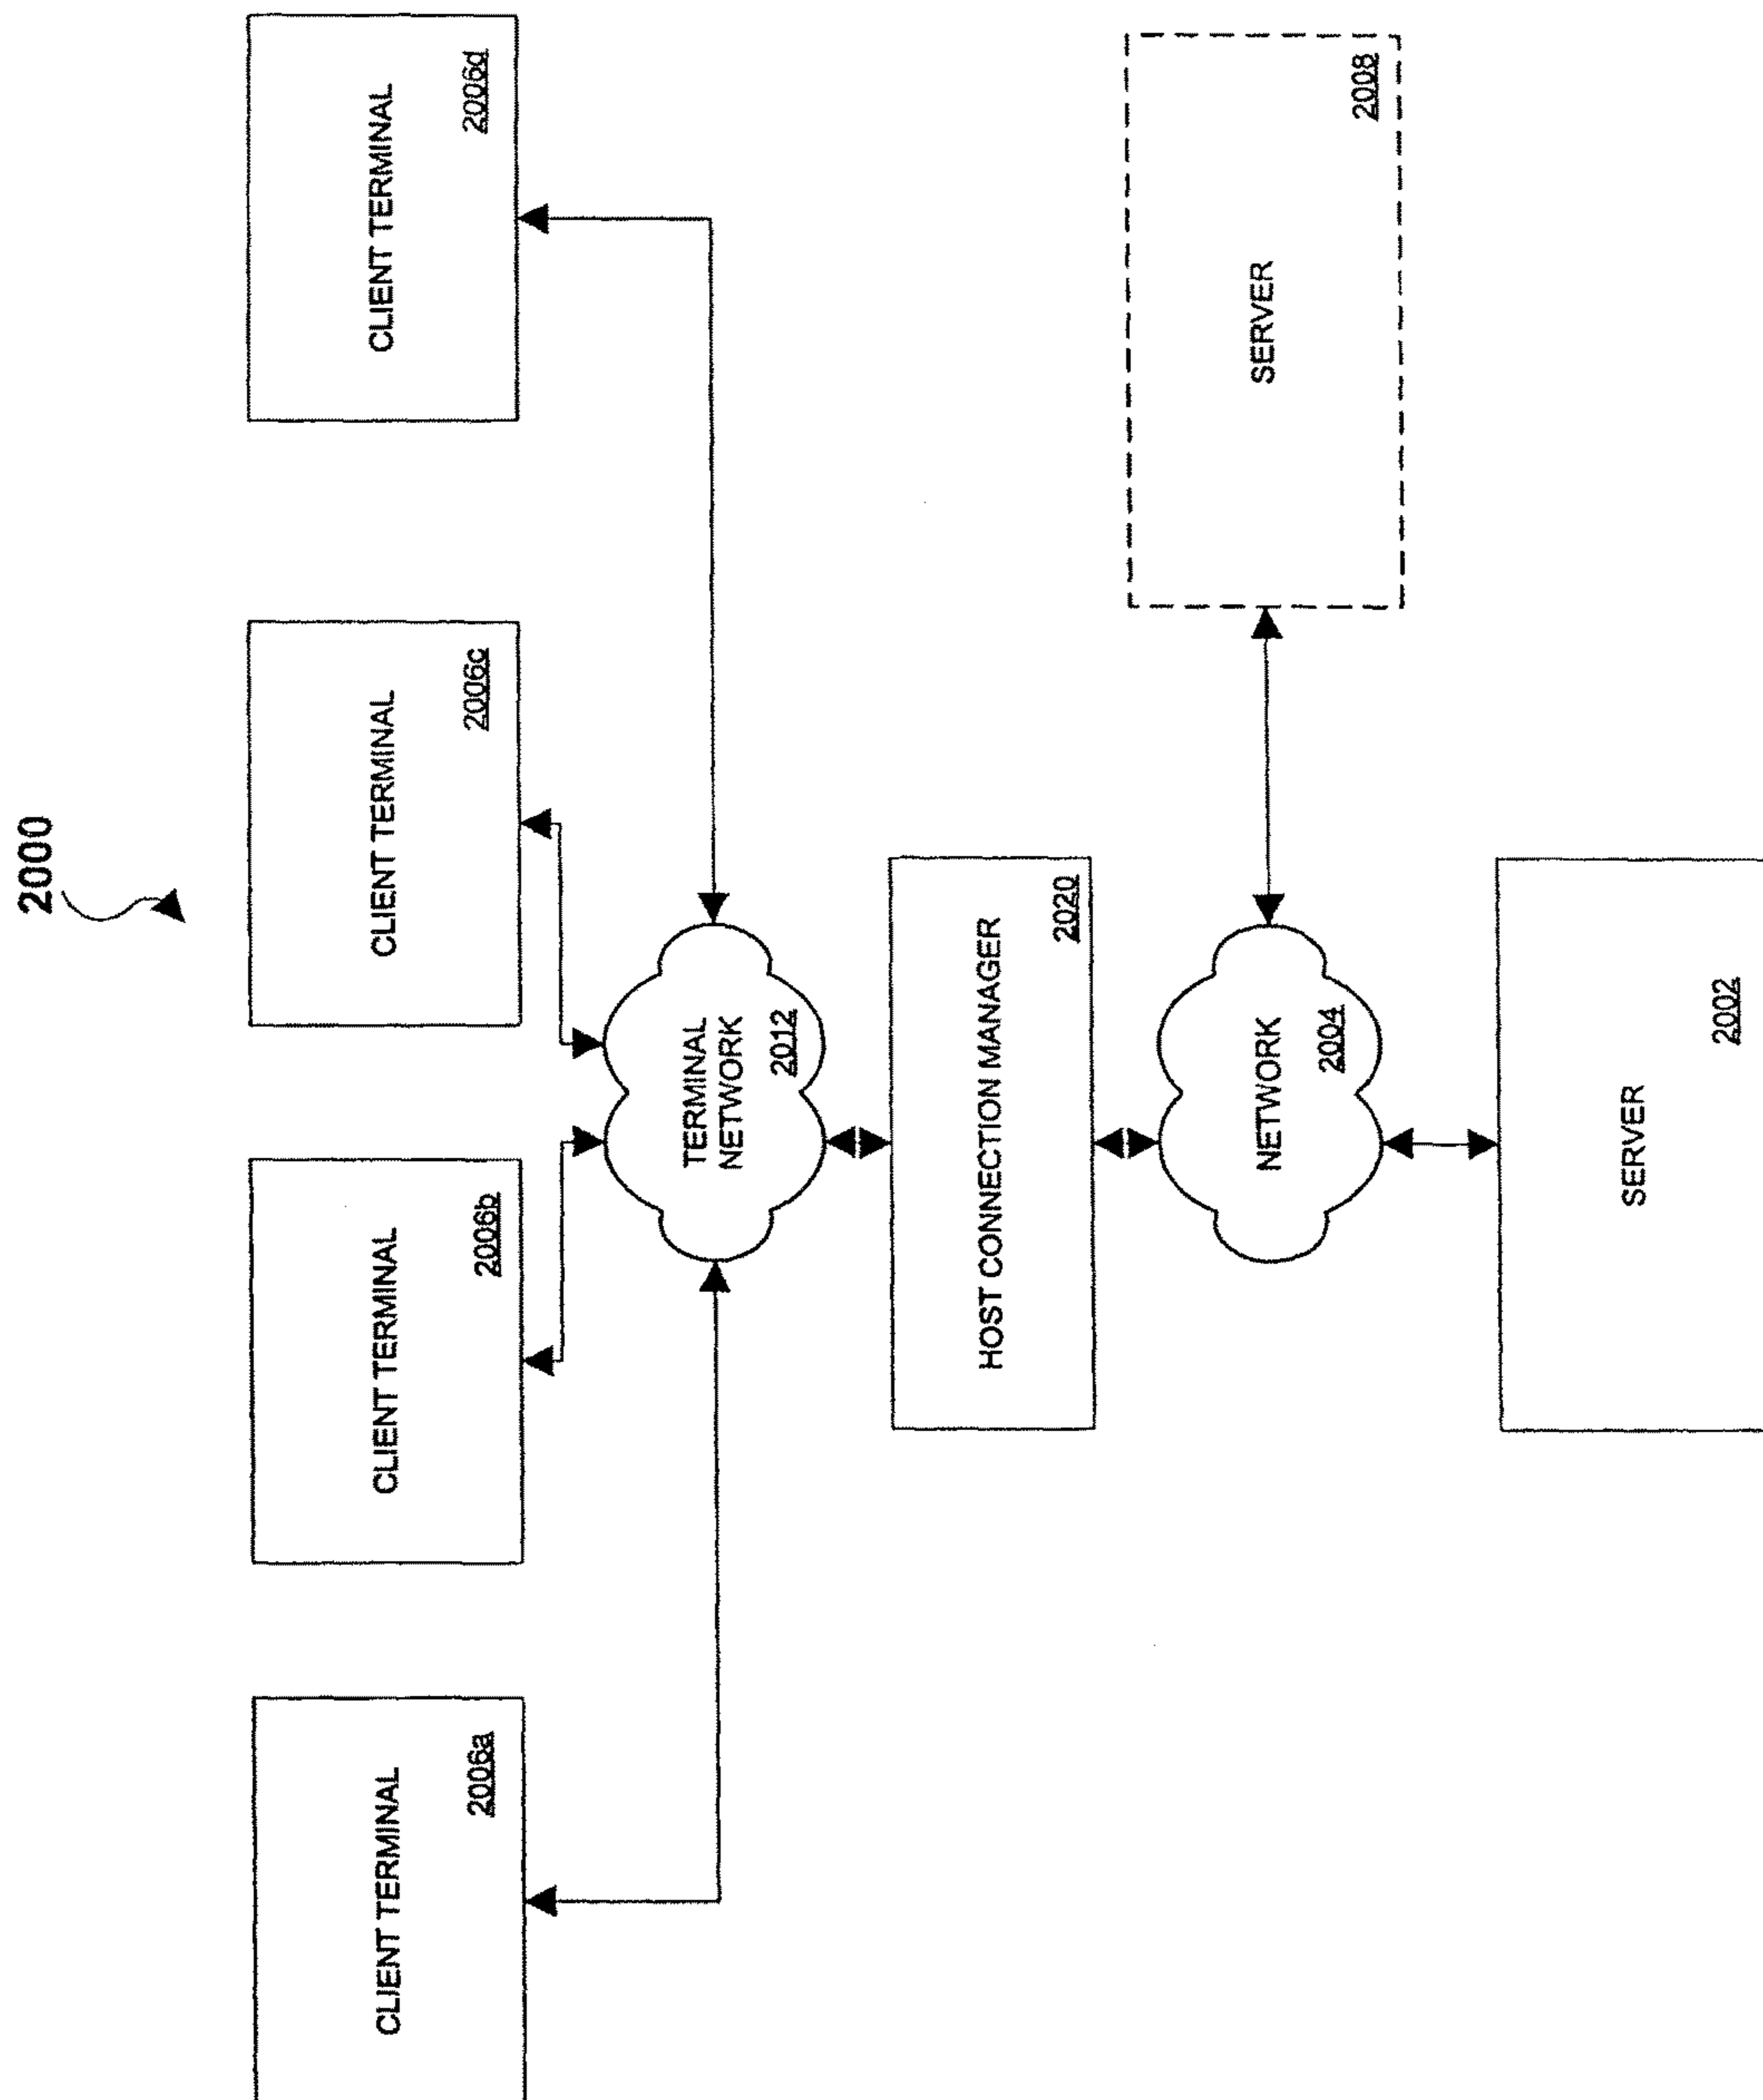 2000
CLIENT TERMINAL
2006a
CLIENT TERMINAL
2006b
CLIENT TERMINAL
2006c
CLIENT TERMINAL
2006d
TERMINAL
NETWORK
2012
HOST CONNECTION MANAGER
2020
NETWORK
2004
SERVER
2008
SERVER
2002